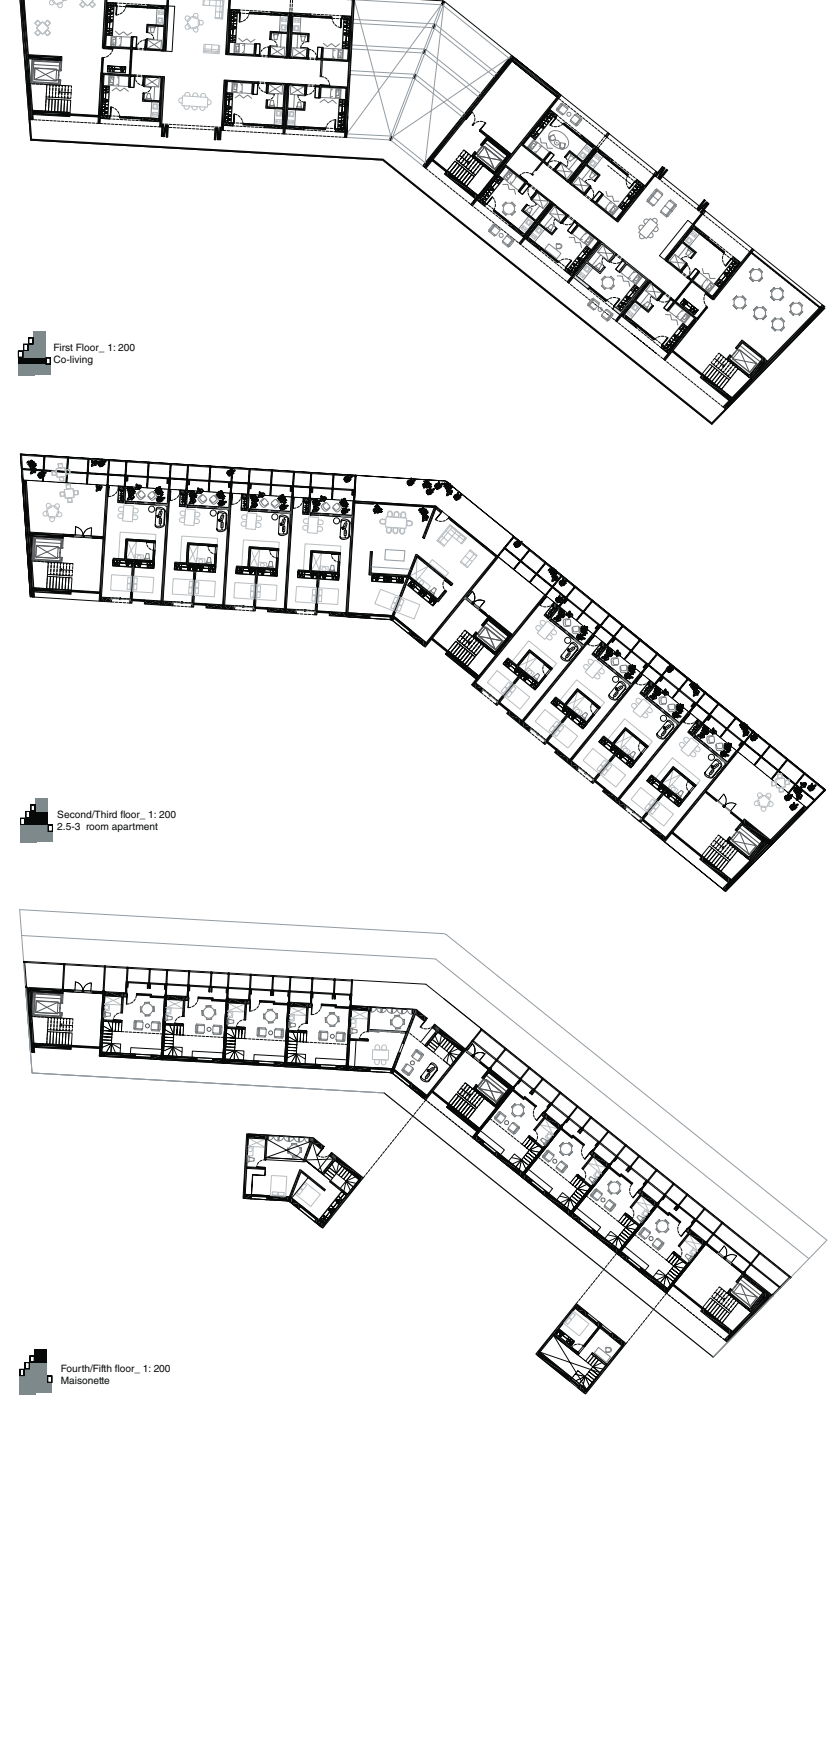 First Floor_ 1: 200
Co-living
Second/Third floor_ 1: 200
2.5-3 room apartment
Fourth/Fifth floor_ 1: 200
Maisonette